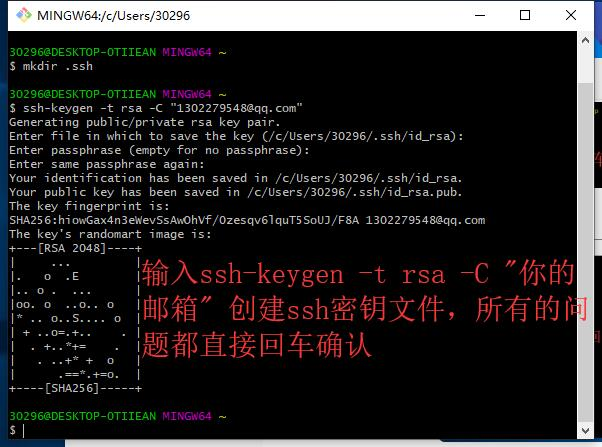 MINGW64:/c/Users/30296
30296@DESKTOP-OTIIEAN MINGW64 ~
$ mkdir .ssh
30296@DESKTOP-OTIIEAN MINGW64 ~
$ ssh-keygen -t rsa -C "1302279548@qq.com"
Generating public/private rsa key pair.
Enter file in which to save the key (/c/Users/30296/.ssh/id_rsa):
Enter passphrase (empty for no passphrase):
Enter same passphrase again:
Your identification has been saved in /c/Users/30296/.ssh/id_rsa.
Your public key has been saved in /c/Users/30296/.ssh/id_rsa.pub.
The key fingerprint is:
SHA256:hiowGax4n3eWevSsAwOhVf/Ozesqv6lquT5SoUJ/F8A 1302279548@qq.com
The key's randomart image is:
+---[RSA 2048]----+
|      ...        |
|.   o  .E        |
|.. o .  ...      |
|oo. o  ..o.. o   |
|* .. o..S.... o  |
| + ..o=.+..    . |
|  . +..*+=    .  |
|   . ..+* +  o   |
|      .==*.+=o.  |
+----[SHA256]-----+
输入ssh-keygen -t rsa -C "你的
邮箱" 创建ssh密钥文件，所有的问
题都直接回车确认
30296@DESKTOP-OTIIEAN MINGW64 ~
$